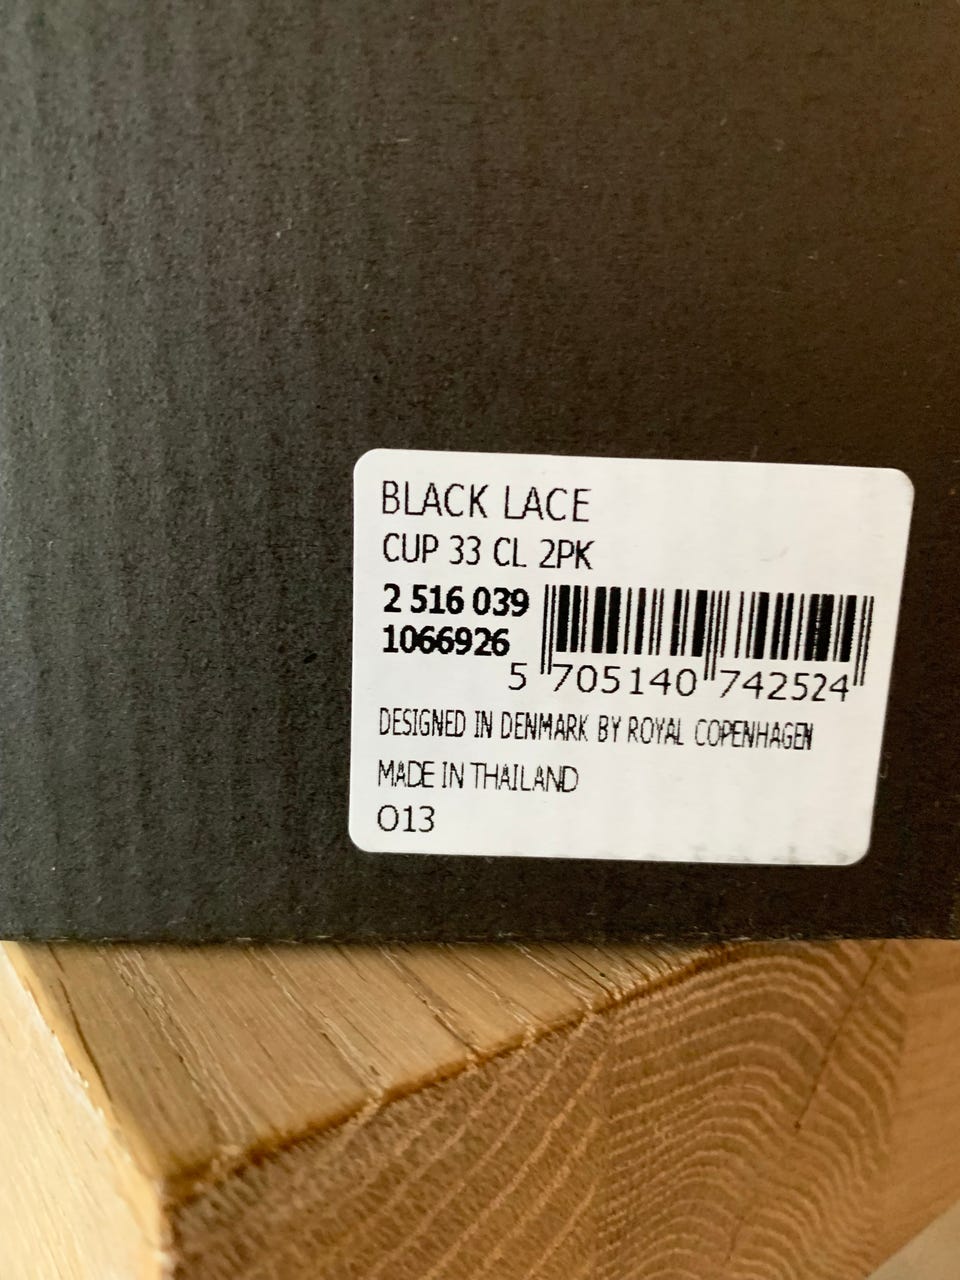 BLACK LACE
CUP 33 CL 2PK
2 516 039
1066926
5 705140 742524
DESIGNED IN DENMARK BY ROYAL COPENHAGEN
MADE IN THAILAND
O13